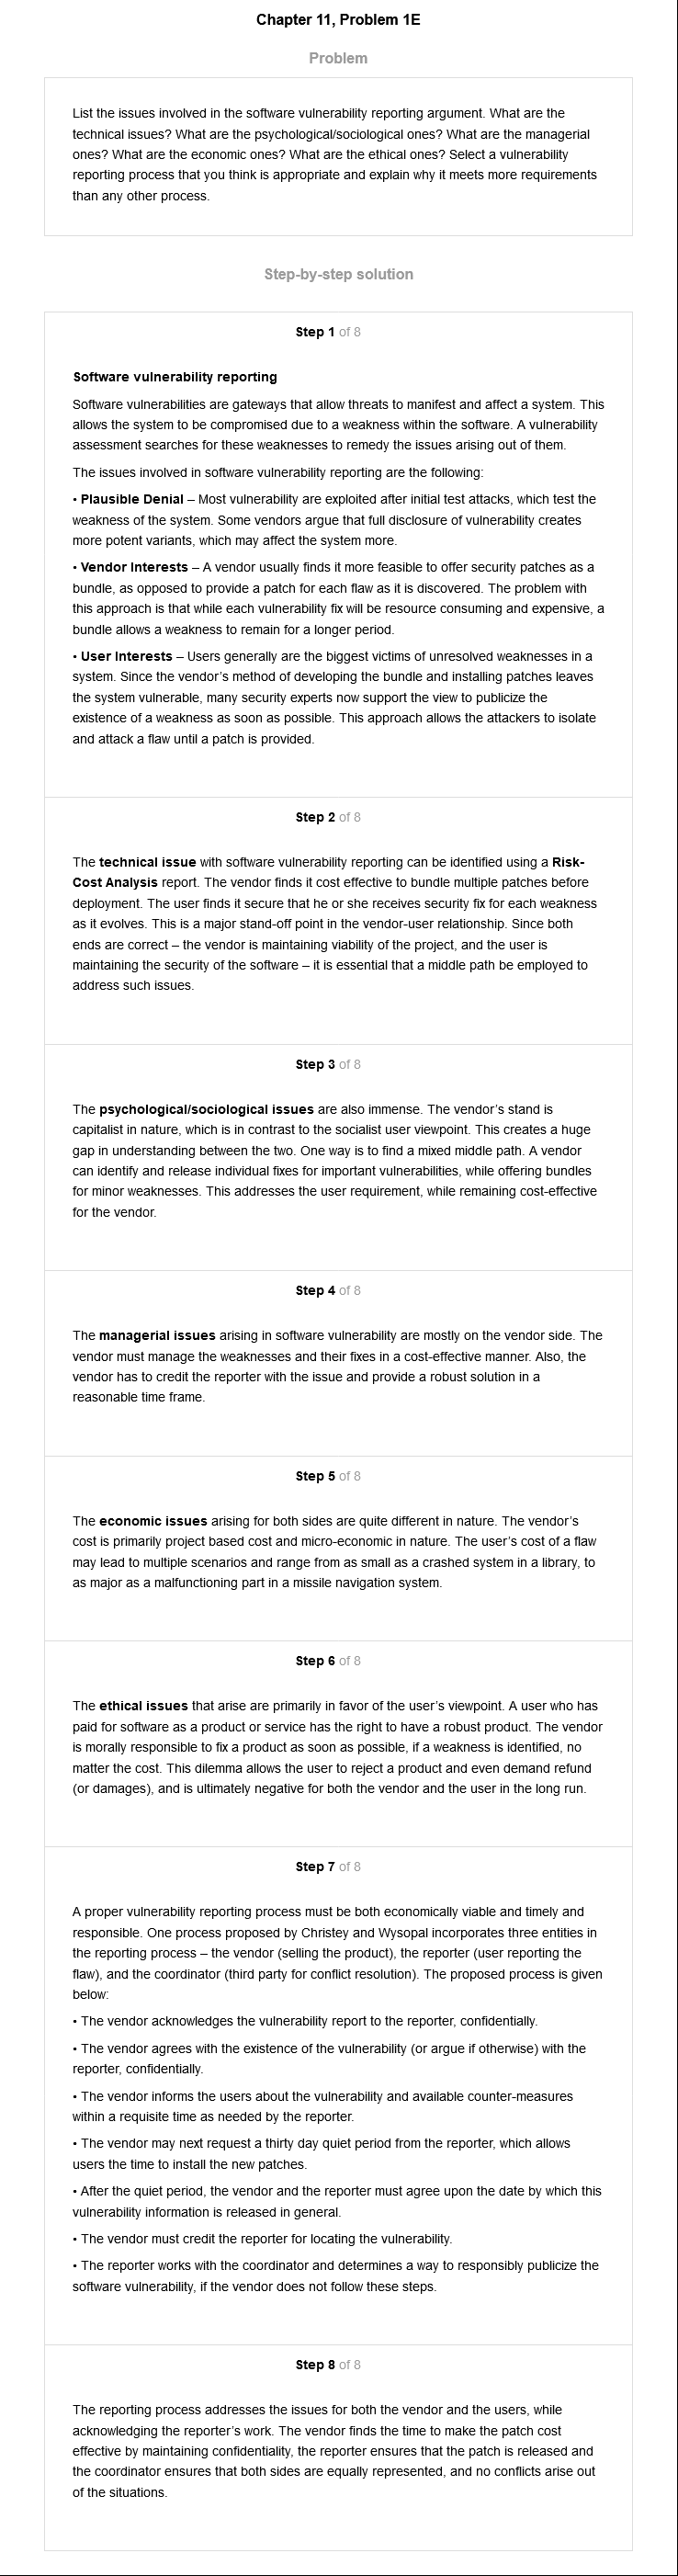 Chapter 11, Problem 1E
Problem
List the issues involved in the software vulnerability reporting argument. What are the
technical issues? What are the psychological/sociological ones? What are the managerial
ones? What are the economic ones? What are the ethical ones? Select a vulnerability
reporting process that you think is appropriate and explain why it meets more requirements
than any other process.
Step-by-step solution
Step 1 of 8
Software vulnerability reporting
Software vulnerabilities are gateways that allow threats to manifest and affect a system. This
allows the system to be compromised due to a weakness within the software. A vulnerability
assessment searches for these weaknesses to remedy the issues arising out of them.
The issues involved in software vulnerability reporting are the following:
• Plausible Denial – Most vulnerability are exploited after initial test attacks, which test the
weakness of the system. Some vendors argue that full disclosure of vulnerability creates
more potent variants, which may affect the system more.
• Vendor Interests – A vendor usually finds it more feasible to offer security patches as a
bundle, as opposed to provide a patch for each flaw as it is discovered. The problem with
this approach is that while each vulnerability fix will be resource consuming and expensive, a
bundle allows a weakness to remain for a longer period.
• User Interests – Users generally are the biggest victims of unresolved weaknesses in a
system. Since the vendor's method of developing the bundle and installing patches leaves
the system vulnerable, many security experts now support the view to publicize the
existence of a weakness as soon as possible. This approach allows the attackers to isolate
and attack a flaw until a patch is provided.
Step 2 of 8
The technical issue with software vulnerability reporting can be identified using a Risk-
Cost Analysis report. The vendor finds it cost effective to bundle multiple patches before
deployment. The user finds it secure that he or she receives security fix for each weakness
as it evolves. This is a major stand-off point in the vendor-user relationship. Since both
ends are correct – the vendor is maintaining viability of the project, and the user is
maintaining the security of the software – it is essential that a middle path be employed to
address such issues.
Step 3 of 8
The psychological/sociological issues are also immense. The vendor's stand is
capitalist in nature, which is in contrast to the socialist user viewpoint. This creates a huge
gap in understanding between the two. One way is to find a mixed middle path. A vendor
can identify and release individual fixes for important vulnerabilities, while offering bundles
for minor weaknesses. This addresses the user requirement, while remaining cost-effective
for the vendor.
Step 4 of 8
The managerial issues arising in software vulnerability are mostly on the vendor side. The
vendor must manage the weaknesses and their fixes in a cost-effective manner. Also, the
vendor has to credit the reporter with the issue and provide a robust solution in a
reasonable time frame.
Step 5 of 8
The economic issues arising for both sides are quite different in nature. The vendor's
cost is primarily project based cost and micro-economic in nature. The user's cost of a flaw
may lead to multiple scenarios and range from as small as a crashed system in a library, to
as major as a malfunctioning part in a missile navigation system.
Step 6 of 8
The ethical issues that arise are primarily in favor of the user's viewpoint. A user who has
paid for software as a product or service has the right to have a robust product. The vendor
is morally responsible to fix a product as soon as possible, if a weakness is identified, no
matter the cost. This dilemma allows the user to reject a product and even demand refund
(or damages), and is ultimately negative for both the vendor and the user in the long run.
Step 7 of 8
A proper vulnerability reporting process must be both economically viable and timely and
responsible. One process proposed by Christey and Wysopal incorporates three entities in
the reporting process – the vendor (selling the product), the reporter (user reporting the
flaw), and the coordinator (third party for conflict resolution). The proposed process is given
below:
• The vendor acknowledges the vulnerability report to the reporter, confidentially.
• The vendor agrees with the existence of the vulnerability (or argue if otherwise) with the
reporter, confidentially.
• The vendor informs the users about the vulnerability and available counter-measures
within a requisite time as needed by the reporter.
• The vendor may next request a thirty day quiet period from the reporter, which allows
users the time to install the new patches.
• After the quiet period, the vendor and the reporter must agree upon the date by which this
vulnerability information is released in general.
• The vendor must credit the reporter for locating the vulnerability.
• The reporter works with the coordinator and determines a way to responsibly publicize the
software vulnerability, if the vendor does not follow these steps.
Step 8 of 8
The reporting process addresses the issues for both the vendor and the users, while
acknowledging the reporter's work. The vendor finds the time to make the patch cost
effective by maintaining confidentiality, the reporter ensures that the patch is released and
the coordinator ensures that both sides are equally represented, and no conflicts arise out
of the situations.